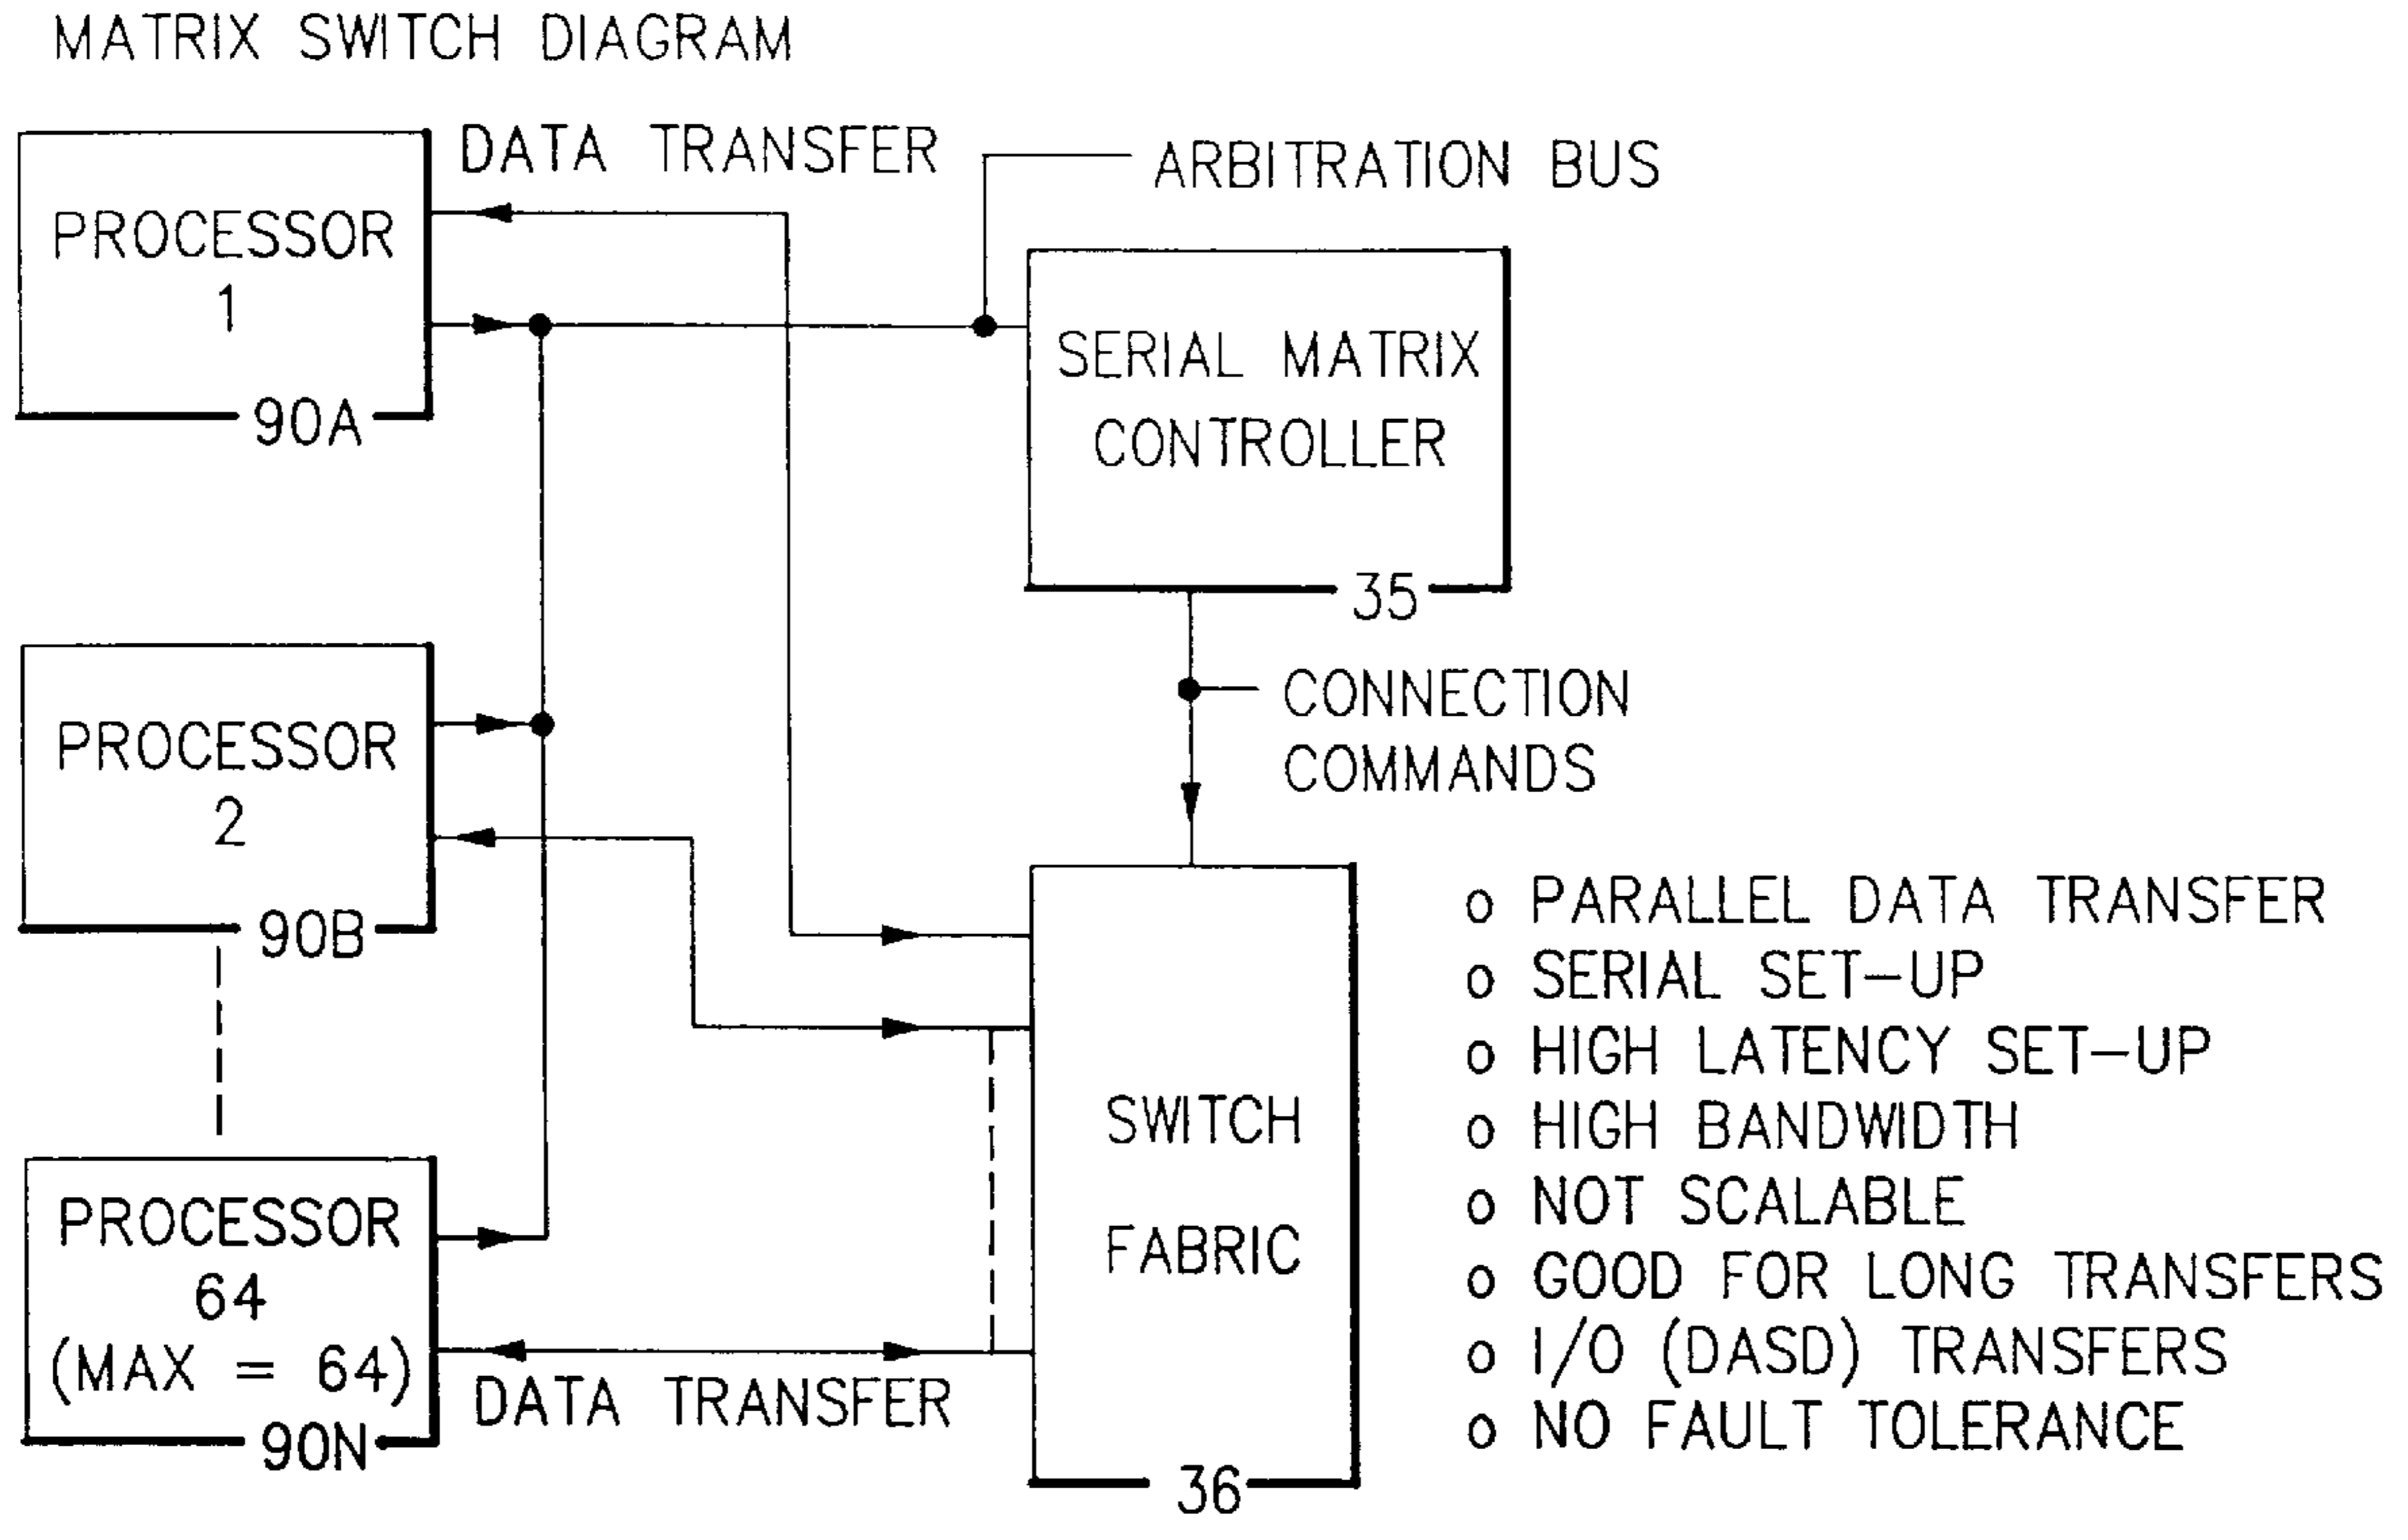 MATRIX SWITCH DIAGRAM
DATA TRANSFER
ARBITRATION BUS
PROCESSOR
1
90A
SERIAL MATRIX
CONTROLLER
35
CONNECTION
COMMANDS
PROCESSOR
2
90B
PROCESSOR
64
(MAX = 64)
90N
DATA TRANSFER
SWITCH
FABRIC
36
o PARALLEL DATA TRANSFER
o SERIAL SET-UP
o HIGH LATENCY SET-UP
o HIGH BANDWIDTH
o NOT SCALABLE
o GOOD FOR LONG TRANSFERS
o I/O (DASD) TRANSFERS
o NO FAULT TOLERANCE